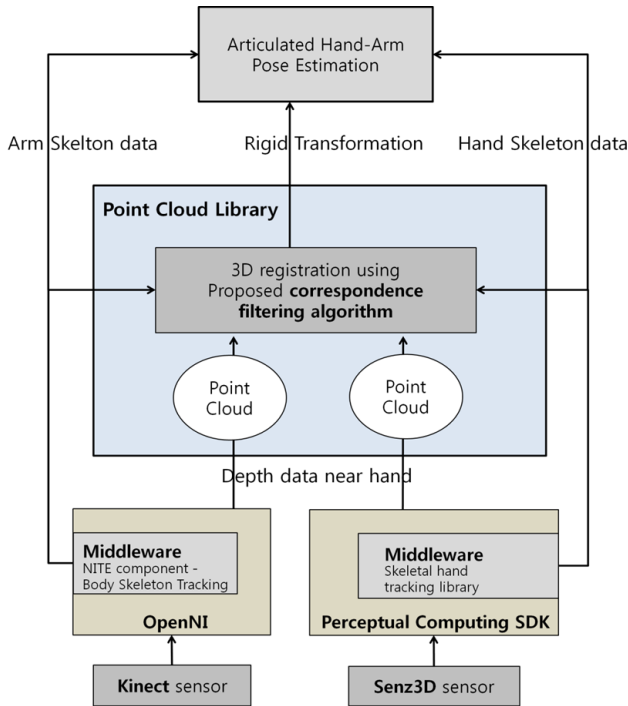 Articulated Hand-Arm
Pose Estimation
Arm Skelton data
Rigid Transformation
Hand Skeleton data
Point Cloud Library
3D registration using
Proposed correspondence
filtering algorithm
Point
Cloud
Point
Cloud
Depth data near hand
Middleware
NITE component -
Body Skeleton Tracking
OpenNI
Middleware
Skeletal hand
tracking library
Perceptual Computing SDK
Kinect sensor
Senz3D sensor